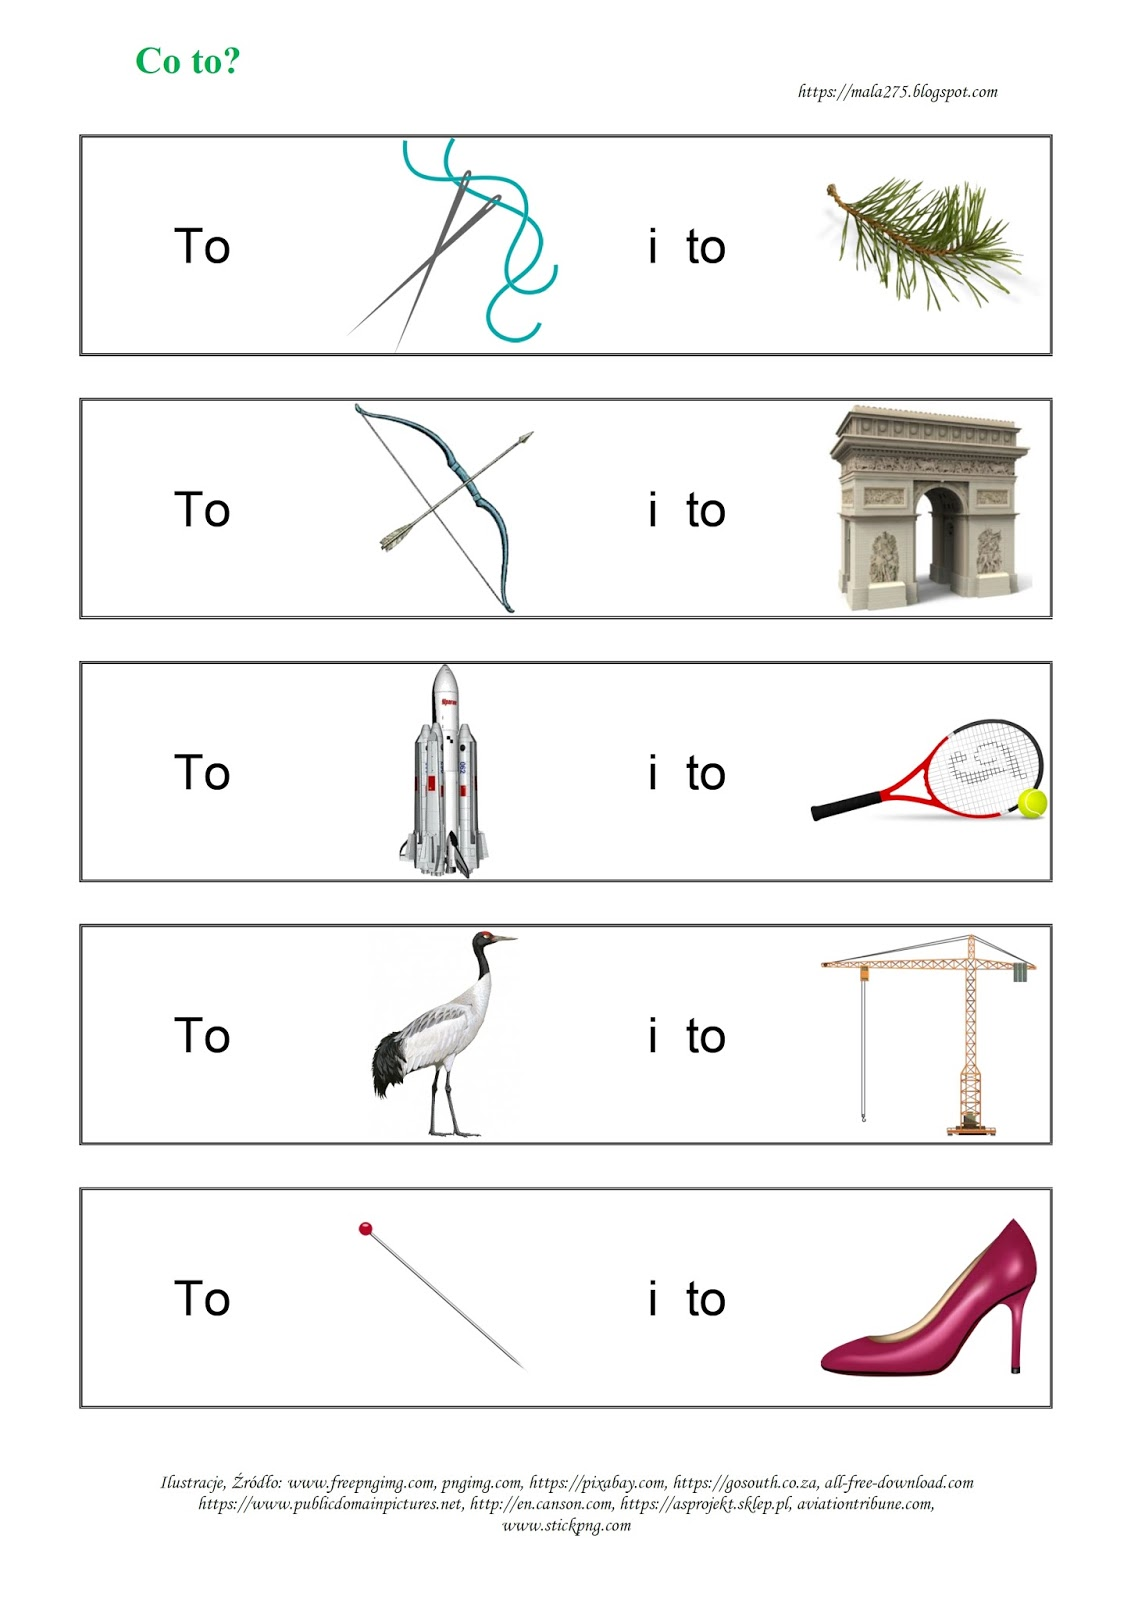 Co to?
https://mala275.blogspot.com
To i to
To i to
To i to
To i to
To i to
Ilustracje, Źródło: www.freepngimg.com, pngimg.com, https://pixabay.com, https://gosouth.co.za, all-free-download.com
https://www.publicdomainpictures.net, http://en.canson.com, https://asprojekt.sklep.pl, aviationtribune.com,
www.stickpng.com